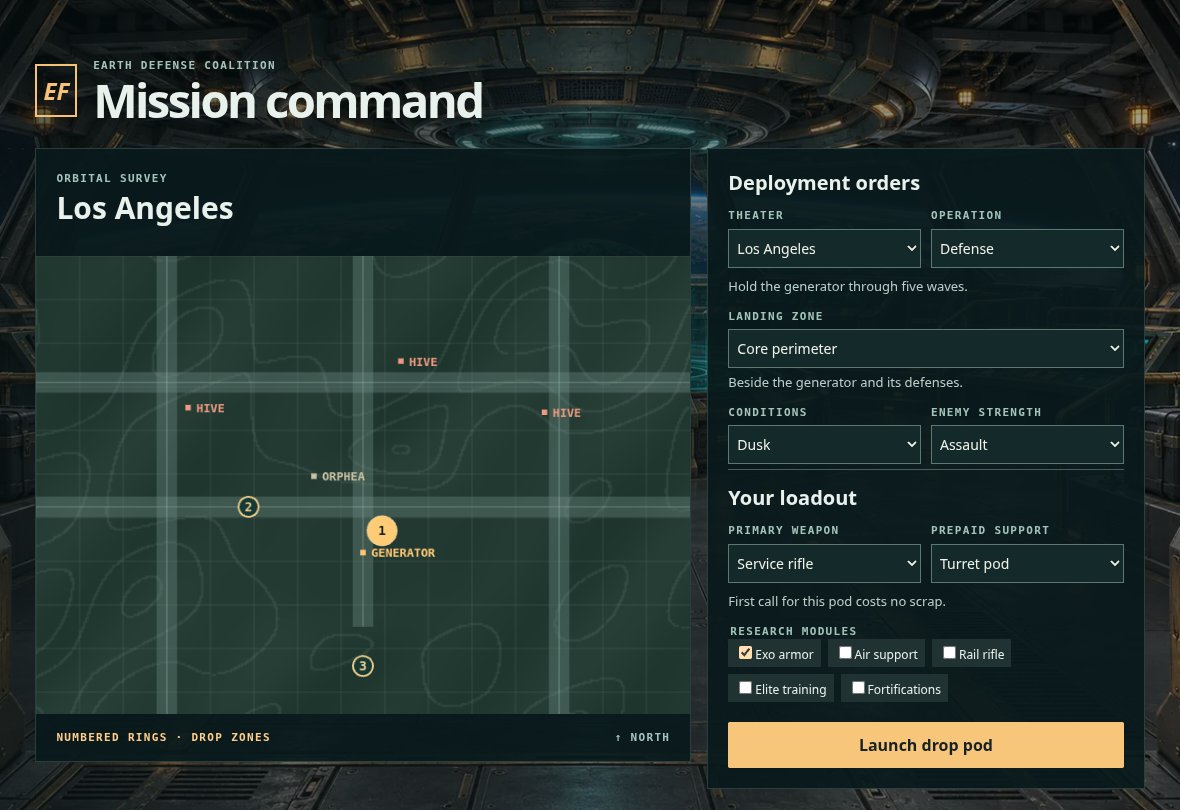 EF
EARTH DEFENSE COALITION
Mission command
ORBITAL SURVEY
Los Angeles
HIVE
HIVE
HIVE
ORPHEA
2
1
GENERATOR
3
NUMBERED RINGS · DROP ZONES
↑ NORTH
Deployment orders
THEATER
OPERATION
Los Angeles
Defense
Hold the generator through five waves.
LANDING ZONE
Core perimeter
Beside the generator and its defenses.
CONDITIONS
ENEMY STRENGTH
Dusk
Assault
Your loadout
PRIMARY WEAPON
PREPAID SUPPORT
Service rifle
Turret pod
First call for this pod costs no scrap.
RESEARCH MODULES
Exo armor
Air support
Rail rifle
Elite training
Fortifications
Launch drop pod